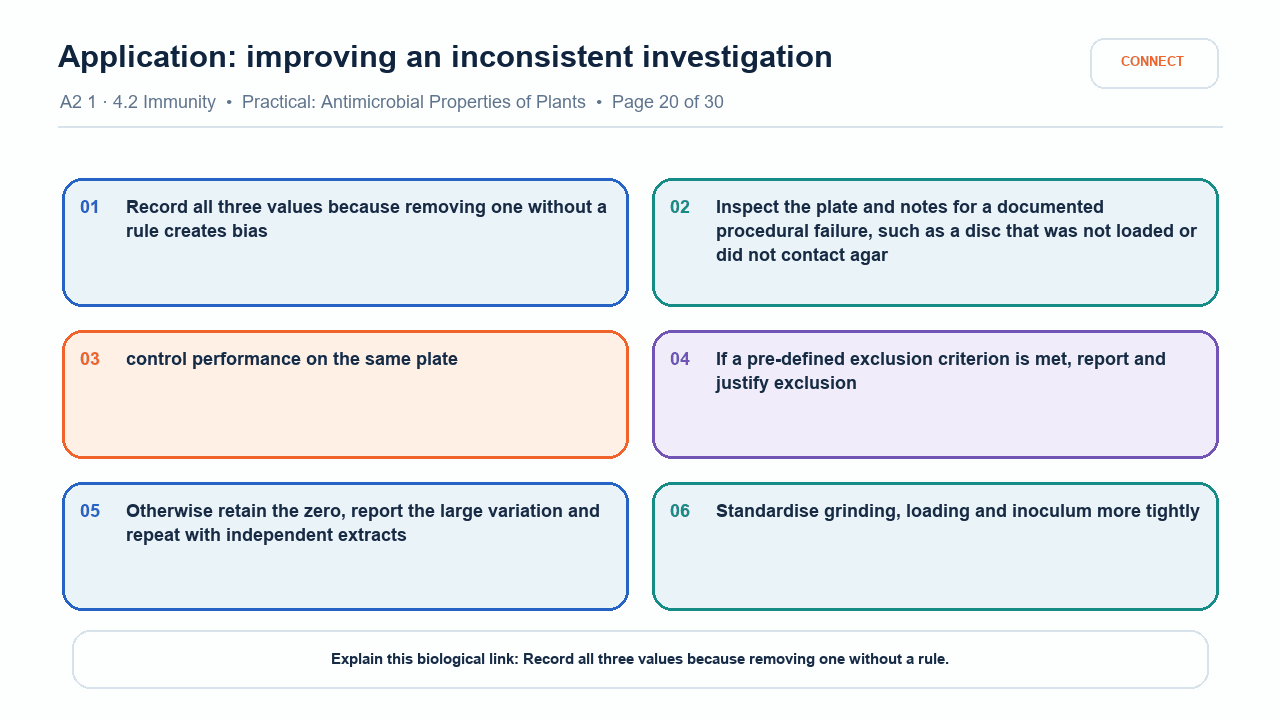 Application: improving an inconsistent investigation
CONNECT
A2 1 · 4.2 Immunity • Practical: Antimicrobial Properties of Plants • Page 20 of 30
01 Record all three values because removing one without a
rule creates bias
02 Inspect the plate and notes for a documented
procedural failure, such as a disc that was not loaded or
did not contact agar
03 control performance on the same plate
04 If a pre-defined exclusion criterion is met, report and
justify exclusion
05 Otherwise retain the zero, report the large variation and
repeat with independent extracts
06 Standardise grinding, loading and inoculum more tightly
Explain this biological link: Record all three values because removing one without a rule.